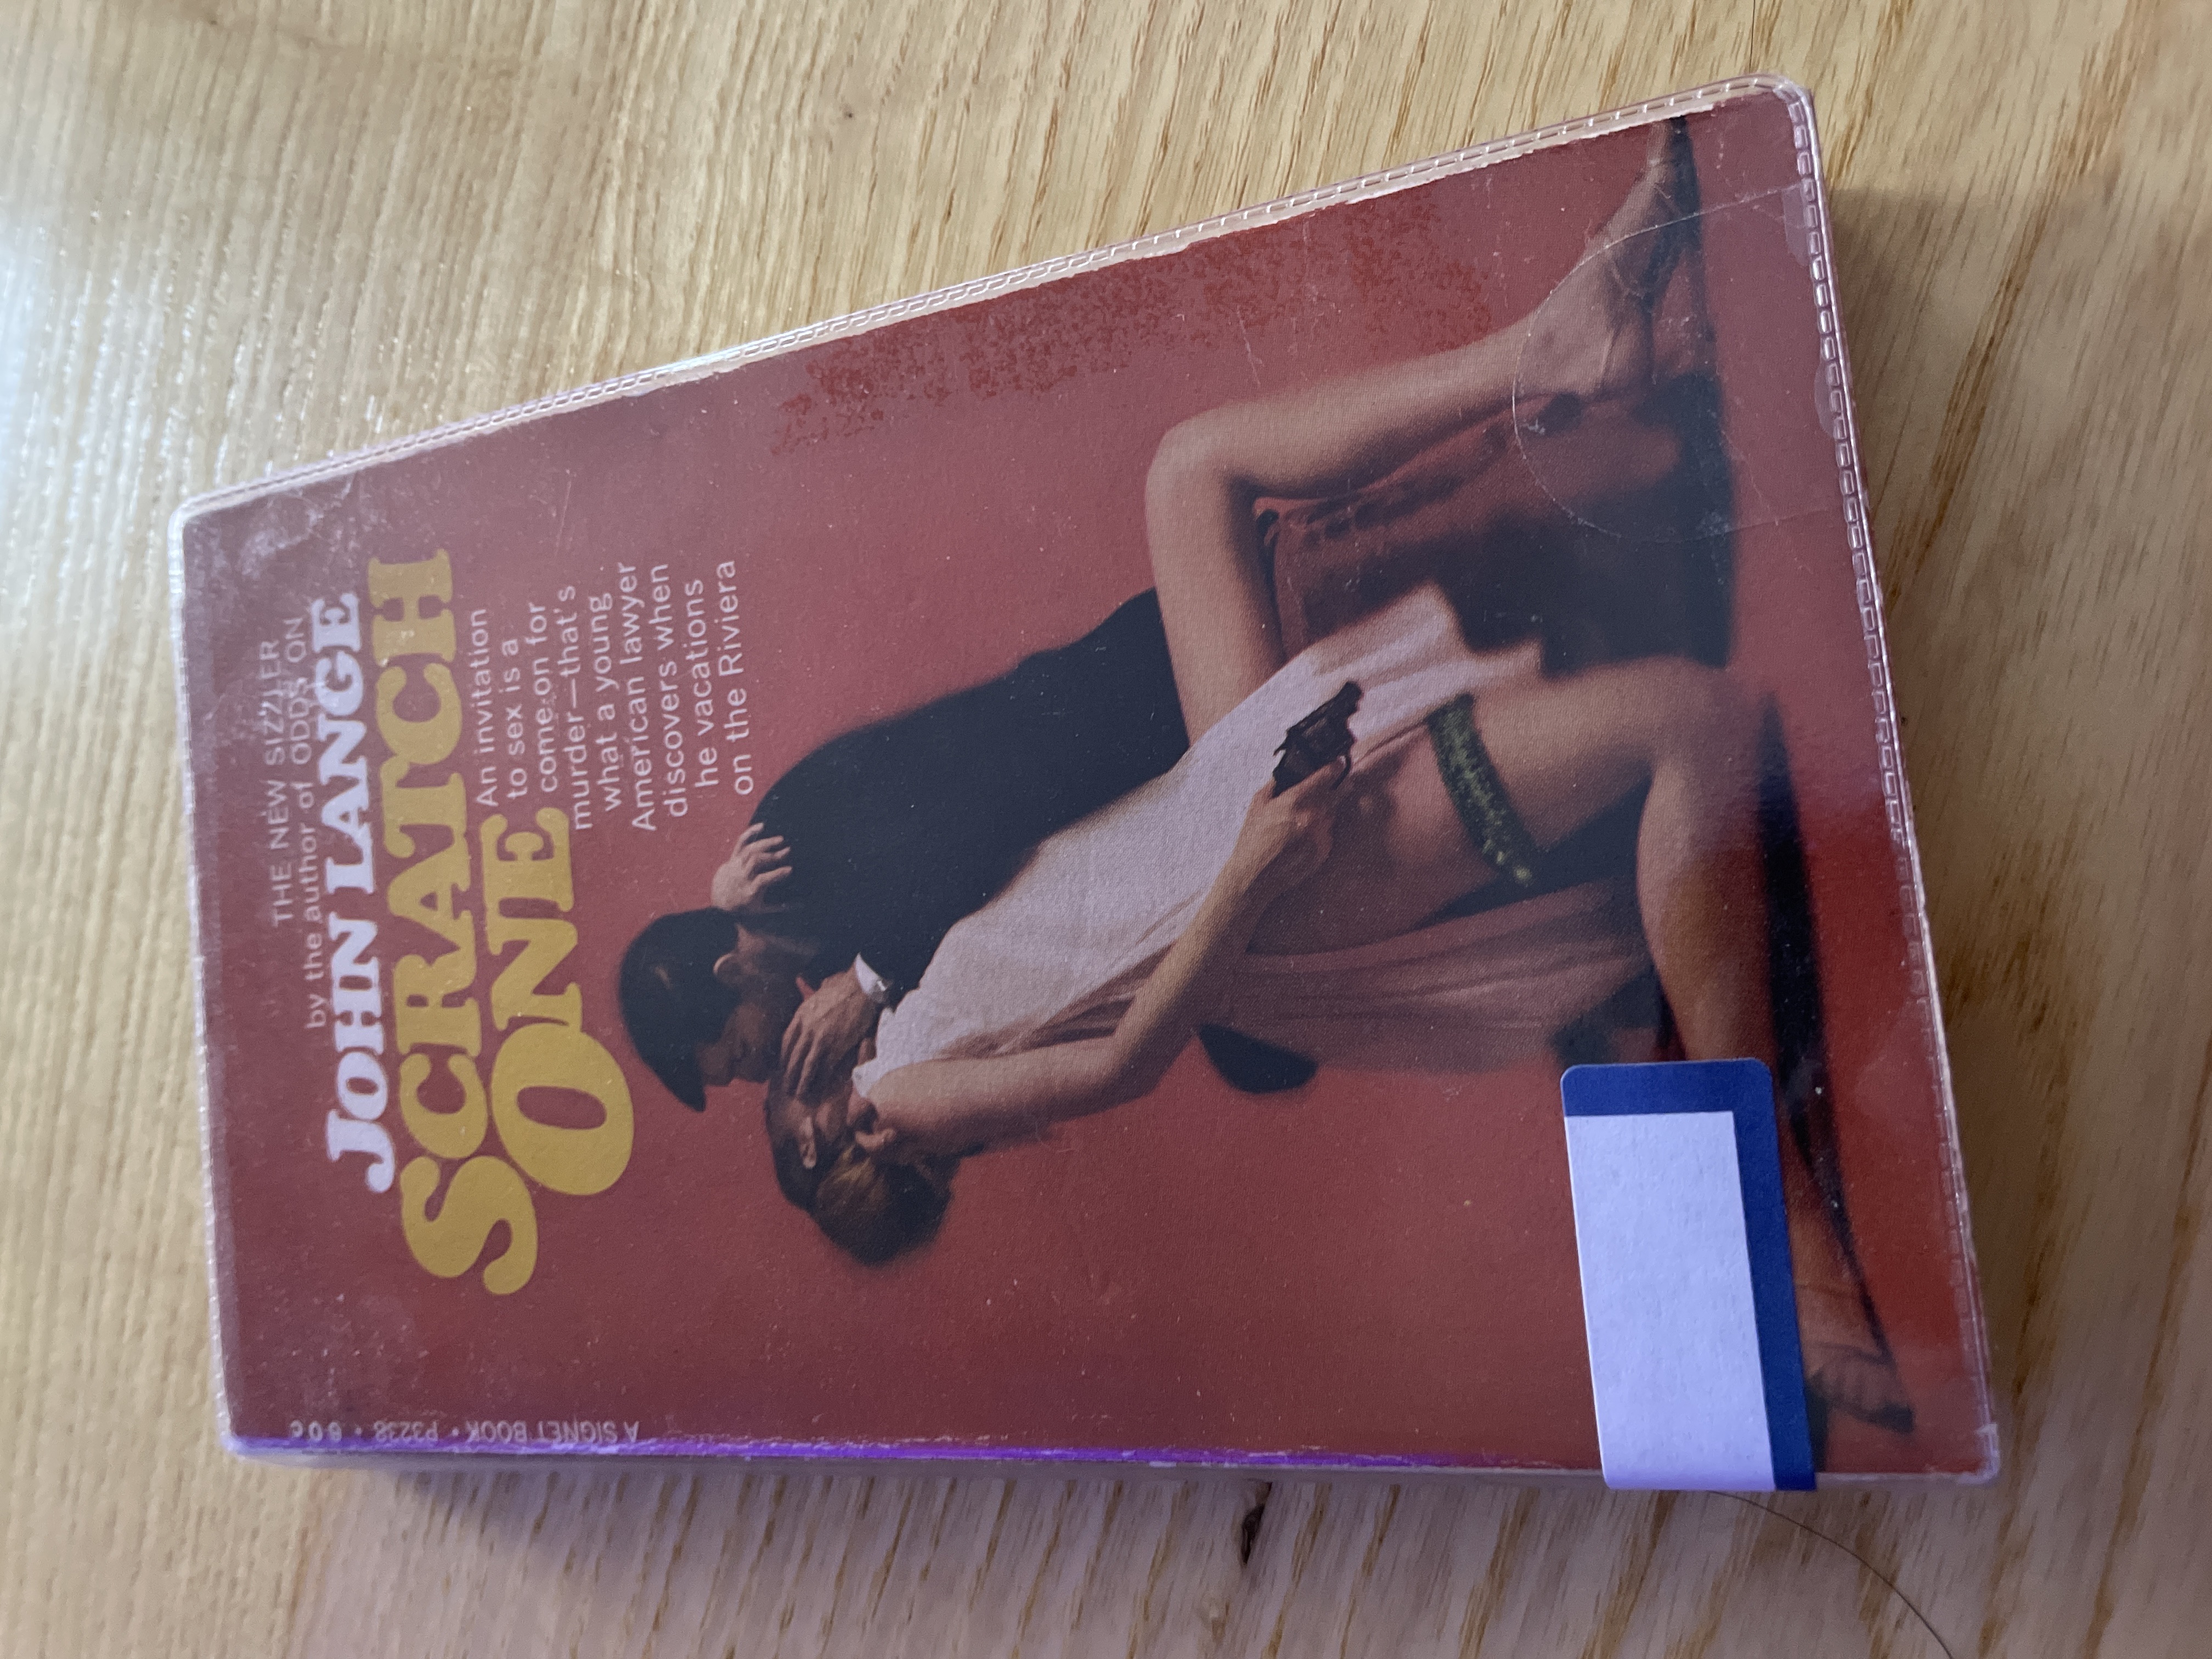 A SIGNET BOOK • P3238 • 60c
THE NEW SIZZLER
by the author of ODDS ON
JOHN LANGE
SCRATCH
ONE
An invitation
to sex is a
come-on for
murder—that's
what a young
American lawyer
discovers when
he vacations
on the Riviera